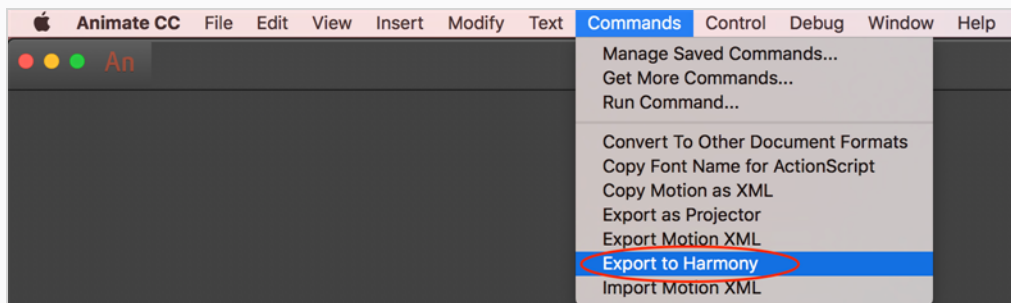 Animate CC File Edit View Insert Modify Text Commands Control Debug Window Help
An
Manage Saved Commands...
Get More Commands...
Run Command...
Convert To Other Document Formats
Copy Font Name for ActionScript
Copy Motion as XML
Export as Projector
Export Motion XML
Export to Harmony
Import Motion XML